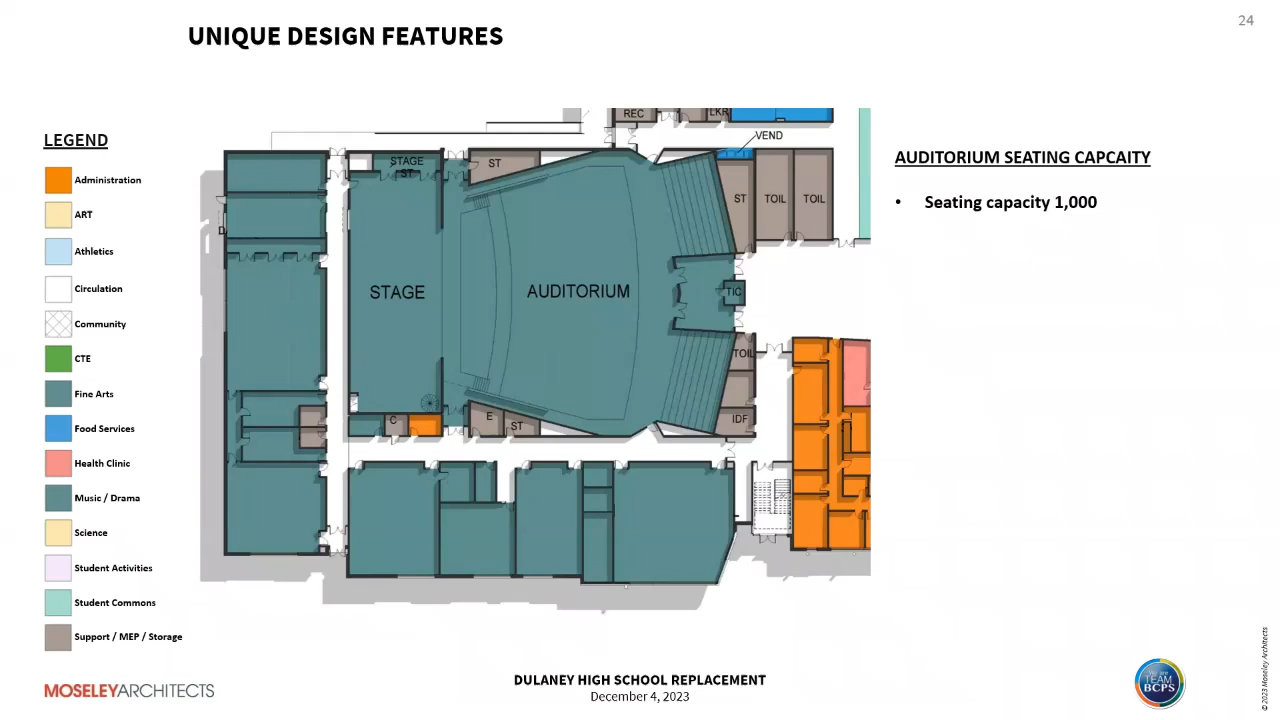 24
UNIQUE DESIGN FEATURES
LEGEND
Administration
ART
Athletics
Circulation
Community
CTE
Fine Arts
Food Services
Health Clinic
Music / Drama
Science
Student Activities
Student Commons
Support / MEP / Storage
REC
LKR
VEND
STAGE
ST
ST
ST
TOIL
TOIL
D
STAGE
AUDITORIUM
TIC
TOIL
C
E
ST
IDF
AUDITORIUM SEATING CAPCAITY
• Seating capacity 1,000
MOSELEYARCHITECTS
DULANEY HIGH SCHOOL REPLACEMENT
December 4, 2023
TEAM
BCPS
© 2023 Moseley Architects